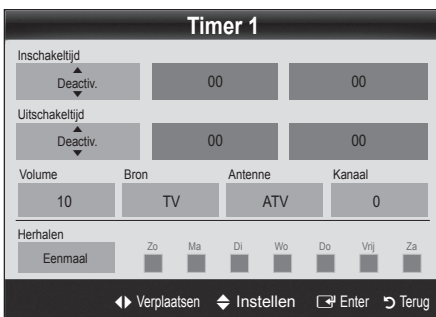 Timer 1
Inschakeltijd
Deactiv. 00 00
Uitschakeltijd
Deactiv. 00 00
Volume Bron Antenne Kanaal
10 TV ATV 0
Herhalen
Zo Ma Di Wo Do Vrij Za
Eenmaal
Verplaatsen Instellen Enter Terug